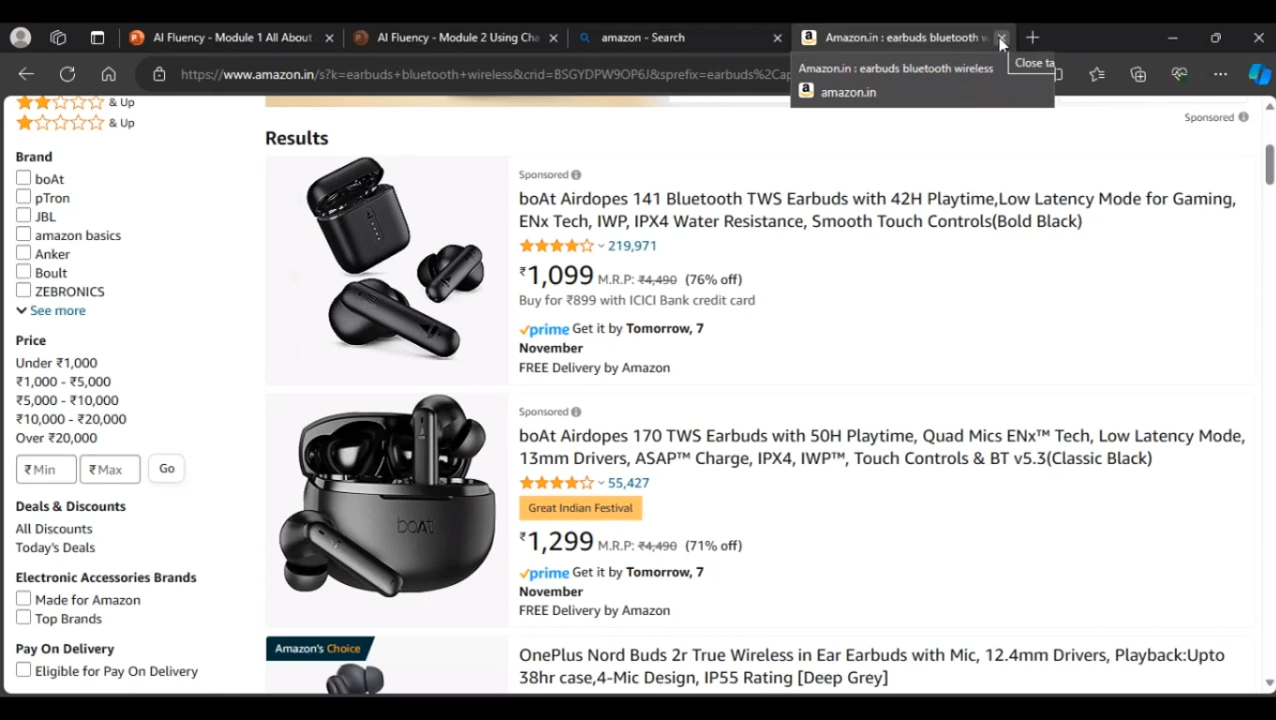 AI Fluency - Module 1 All About
AI Fluency - Module 2 Using Cha
amazon - Search
Amazon.in : earbuds bluetooth w
https://www.amazon.in/s?k=earbuds+bluetooth+wireless&crid=BSGYDPW9OP6J&sprefix=earbuds%2Cap
Amazon.in : earbuds bluetooth wireless
amazon.in
Close ta
& Up
& Up
Brand
boAt
pTron
JBL
amazon basics
Anker
Boult
ZEBRONICS
See more
Price
Under ₹1,000
₹1,000 - ₹5,000
₹5,000 - ₹10,000
₹10,000 - ₹20,000
Over ₹20,000
₹ Min ₹ Max Go
Deals & Discounts
All Discounts
Today's Deals
Electronic Accessories Brands
Made for Amazon
Top Brands
Pay On Delivery
Eligible for Pay On Delivery
Sponsored
Results
Sponsored
boAt Airdopes 141 Bluetooth TWS Earbuds with 42H Playtime,Low Latency Mode for Gaming,
ENx Tech, IWP, IPX4 Water Resistance, Smooth Touch Controls(Bold Black)
219,971
₹1,099 M.R.P: ₹4,490 (76% off)
Buy for ₹899 with ICICI Bank credit card
prime Get it by Tomorrow, 7
November
FREE Delivery by Amazon
boAt
Sponsored
boAt Airdopes 170 TWS Earbuds with 50H Playtime, Quad Mics ENx™ Tech, Low Latency Mode,
13mm Drivers, ASAP™ Charge, IPX4, IWP™, Touch Controls & BT v5.3(Classic Black)
55,427
Great Indian Festival
₹1,299 M.R.P: ₹4,490 (71% off)
prime Get it by Tomorrow, 7
November
FREE Delivery by Amazon
Amazon's Choice
OnePlus Nord Buds 2r True Wireless in Ear Earbuds with Mic, 12.4mm Drivers, Playback:Upto
38hr case,4-Mic Design, IP55 Rating [Deep Grey]